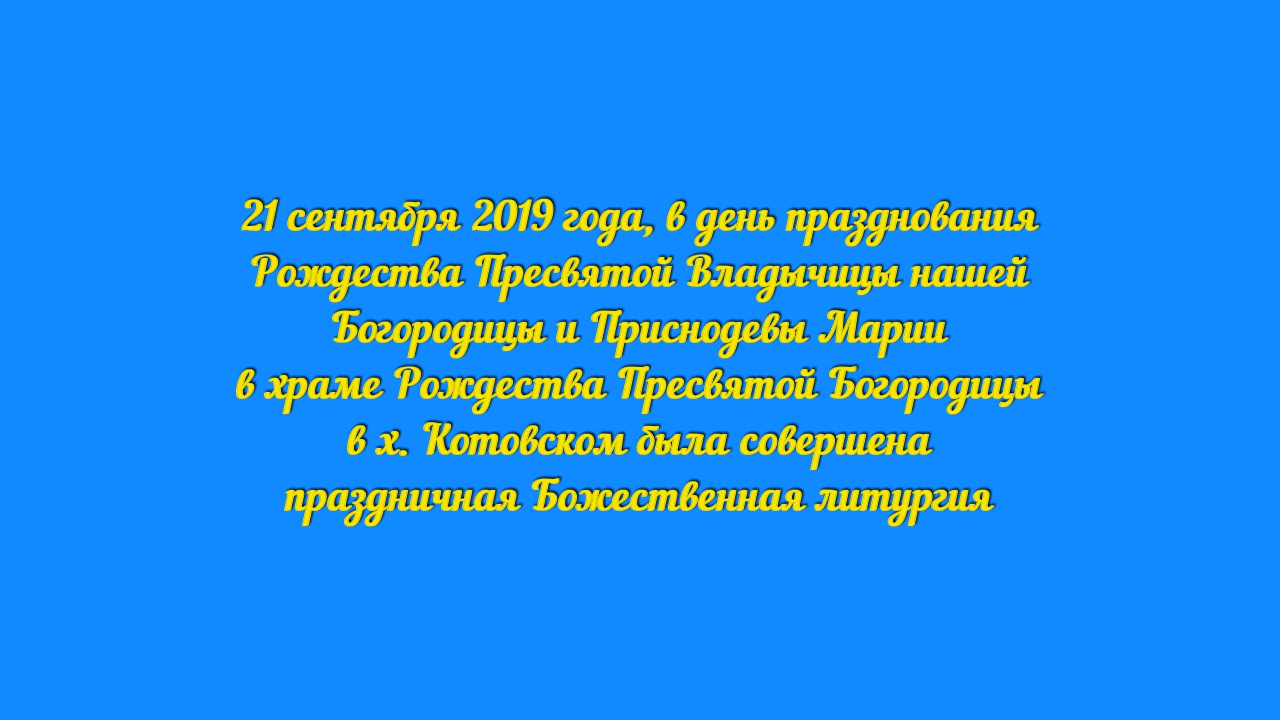 21 сентября 2019 года, в день празднования
Рождества Пресвятой Владычицы нашей
Богородицы и Приснодевы Марии
в храме Рождества Пресвятой Богородицы
в х. Котовском была совершена
праздничная Божественная литургия